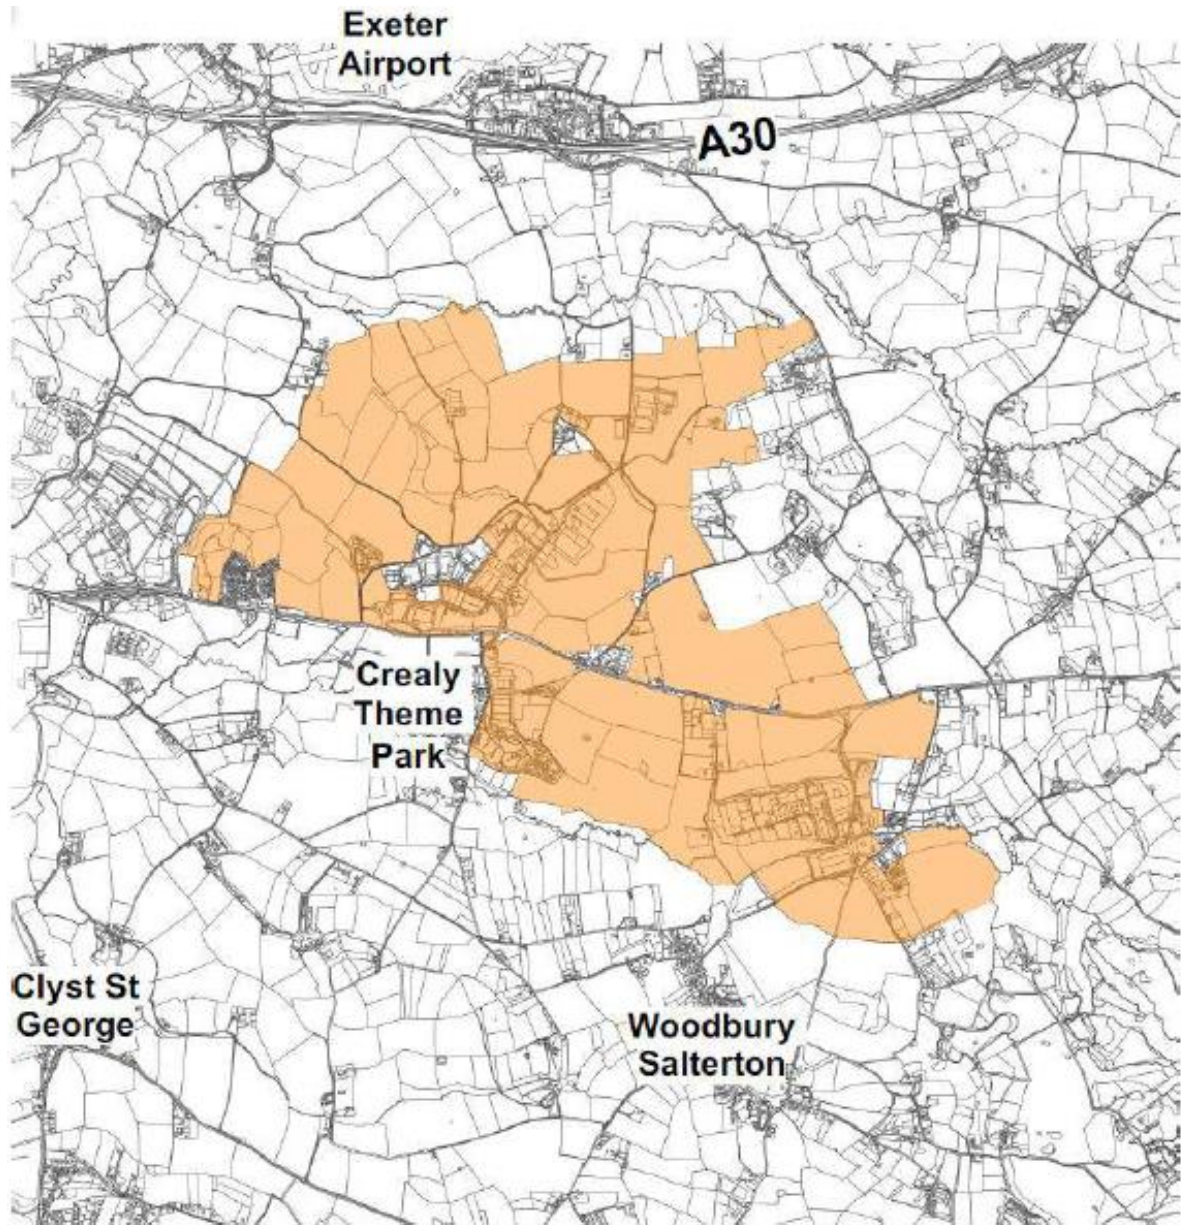 Exeter
Airport
A30
Crealy
Theme
Park
Clyst St
George
Woodbury
Salterton